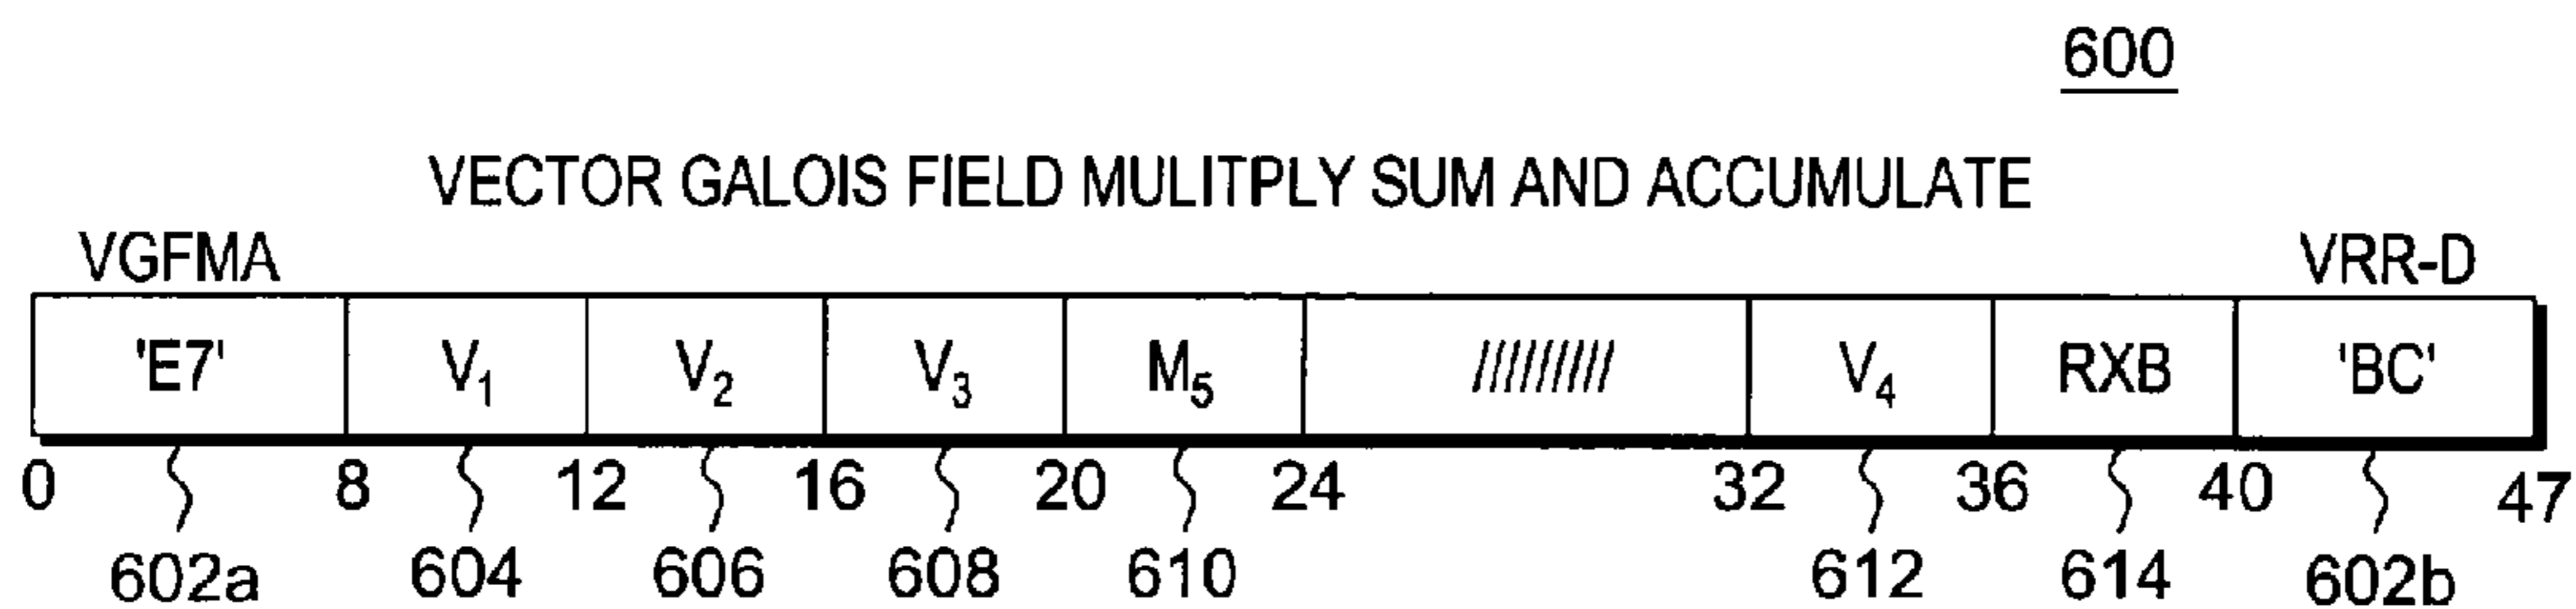 600
VECTOR GALOIS FIELD MULITPLY SUM AND ACCUMULATE
VGFMA VRR-D
'E7' V₁ V₂ V₃ M₅ ///////// V₄ RXB 'BC'
0 8 12 16 20 24 32 36 40 47
602a 604 606 608 610 612 614 602b